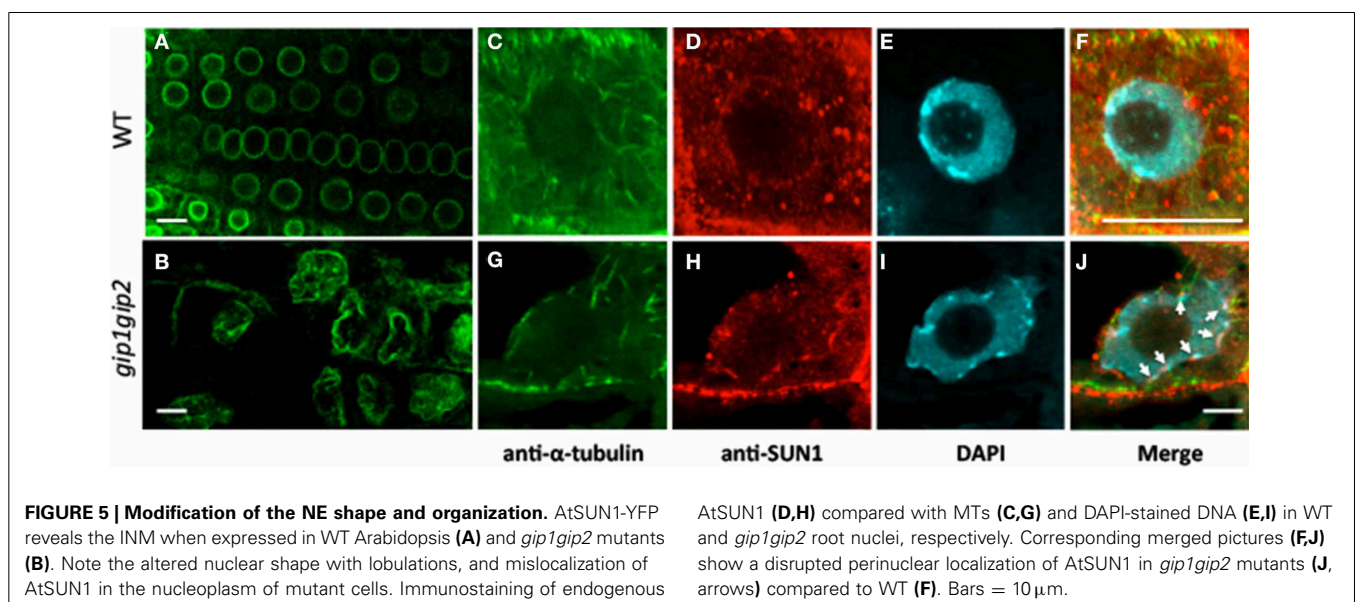 A
C
D
E
F
WT
B
G
H
I
J
gip1gip2
anti-α-tubulin
anti-SUN1
DAPI
Merge
FIGURE 5 | Modification of the NE shape and organization. AtSUN1-YFP
reveals the INM when expressed in WT Arabidopsis (A) and gip1gip2 mutants
(B). Note the altered nuclear shape with lobulations, and mislocalization of
AtSUN1 in the nucleoplasm of mutant cells. Immunostaining of endogenous
AtSUN1 (D,H) compared with MTs (C,G) and DAPI-stained DNA (E,I) in WT
and gip1gip2 root nuclei, respectively. Corresponding merged pictures (F,J)
show a disrupted perinuclear localization of AtSUN1 in gip1gip2 mutants (J,
arrows) compared to WT (F). Bars = 10 μm.